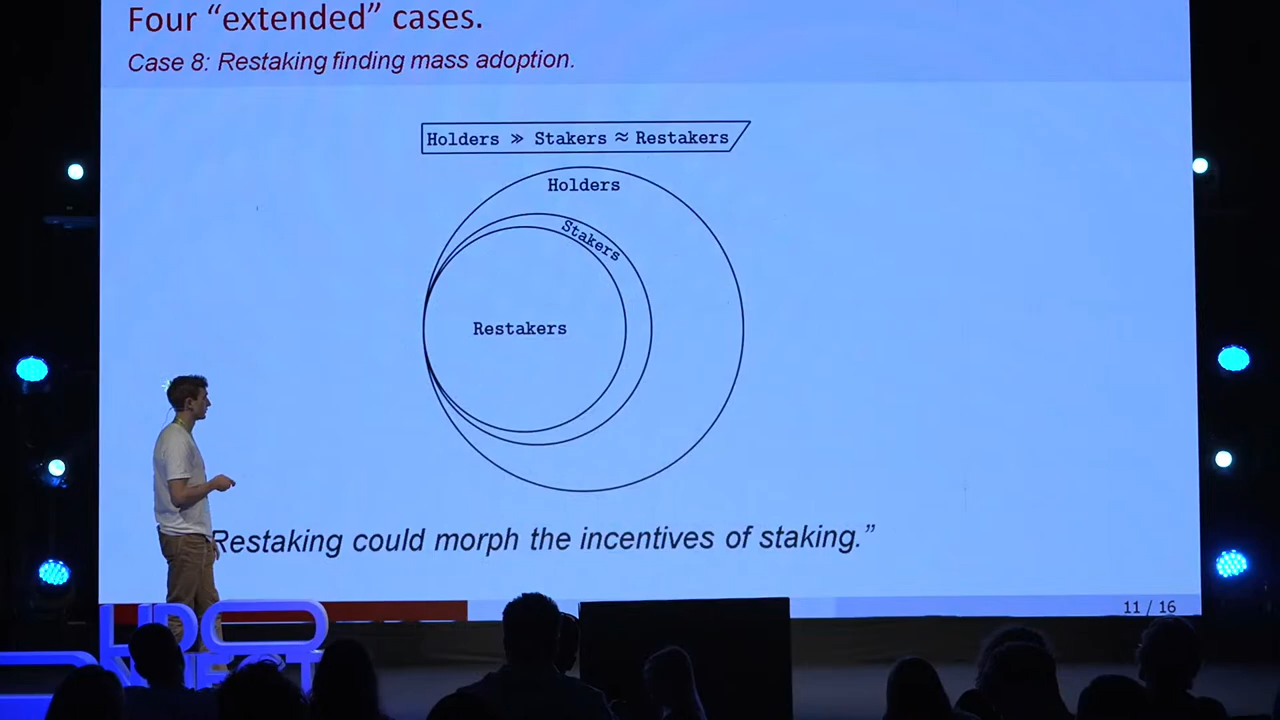 Four “extended” cases.
Case 8: Restaking finding mass adoption.
Holders ≫ Stakers ≈ Restakers
Holders
Stakers
Restakers
Restaking could morph the incentives of staking.”
11 / 16